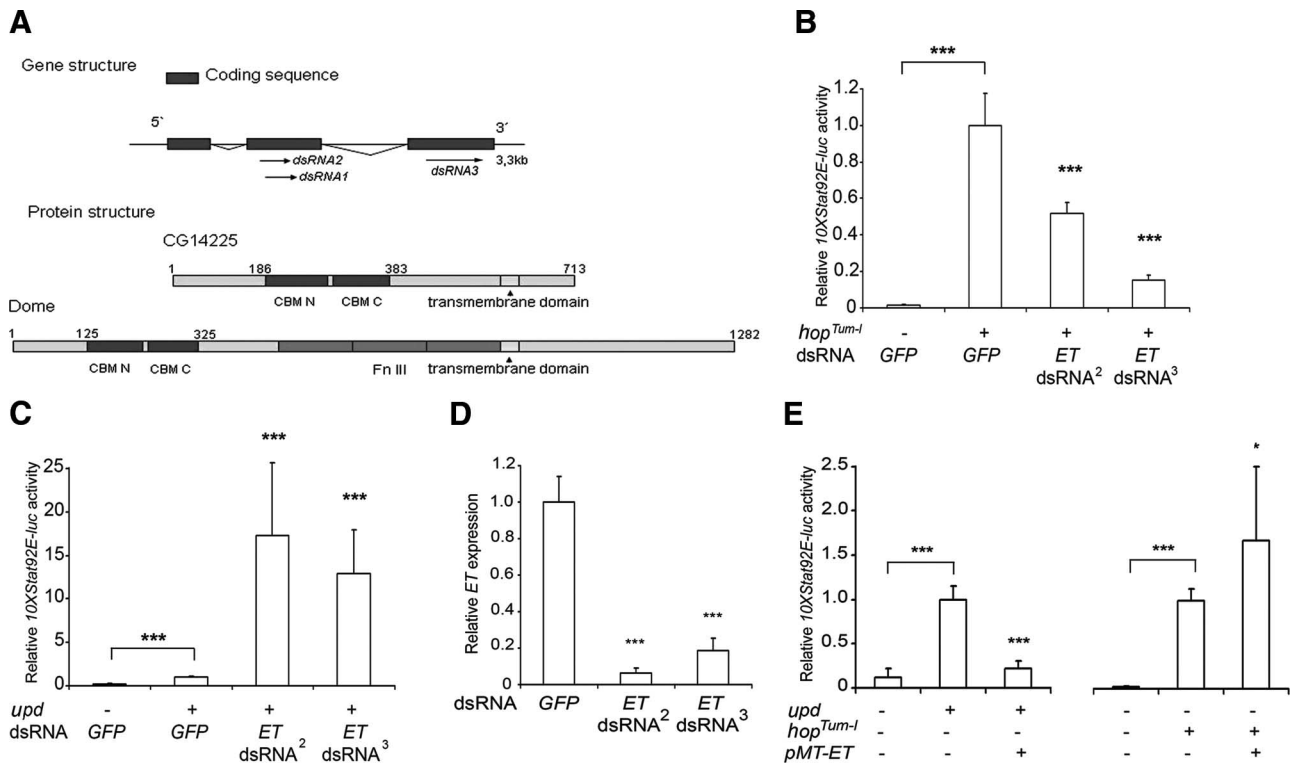 A
Gene structure
Coding sequence
5`
3´
3,3kb
dsRNA2
dsRNA1
dsRNA3
Protein structure
CG14225
1 186 383 713
CBM N CBM C transmembrane domain
Dome
1 125 325 1282
CBM N CBM C Fn III transmembrane domain
B
Relative 10XStat92E-luc activity
1.2
1.0
0.8
0.6
0.4
0.2
0
***
***
***
hop^Tum-l - + + +
dsRNA GFP GFP ET ET
dsRNA² dsRNA³
C
Relative 10XStat92E-luc activity
25
20
15
10
5
0
***
***
***
upd - + + +
dsRNA GFP GFP ET ET
dsRNA² dsRNA³
D
Relative ET expression
1.2
1.0
0.8
0.6
0.4
0.2
0
***
***
dsRNA GFP ET ET
dsRNA² dsRNA³
E
Relative 10XStat92E-luc activity
2.5
2.0
1.5
1.0
0.5
0
***
***
***
*
upd - + + - - -
hop^Tum-l - - - - + +
pMT-ET - - + - - +